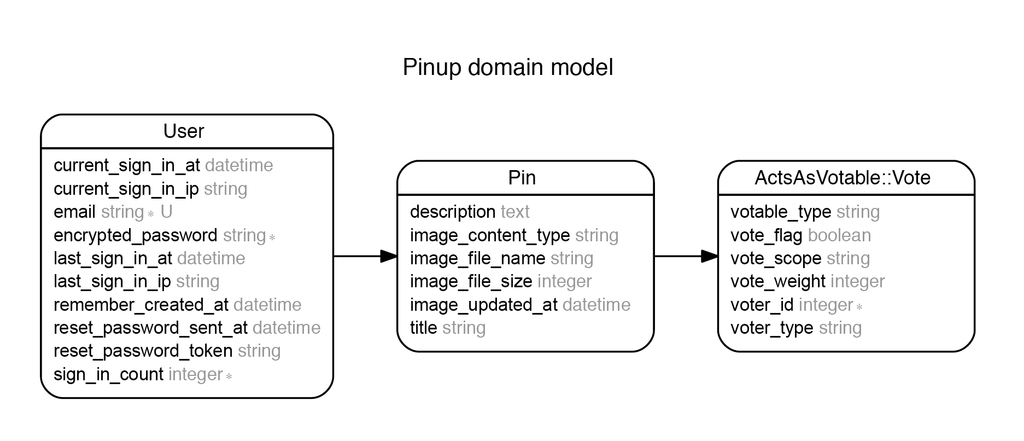 Pinup domain model
User
current_sign_in_at datetime
current_sign_in_ip string
email string * U
encrypted_password string *
last_sign_in_at datetime
last_sign_in_ip string
remember_created_at datetime
reset_password_sent_at datetime
reset_password_token string
sign_in_count integer *
Pin
description text
image_content_type string
image_file_name string
image_file_size integer
image_updated_at datetime
title string
ActsAsVotable::Vote
votable_type string
vote_flag boolean
vote_scope string
vote_weight integer
voter_id integer *
voter_type string